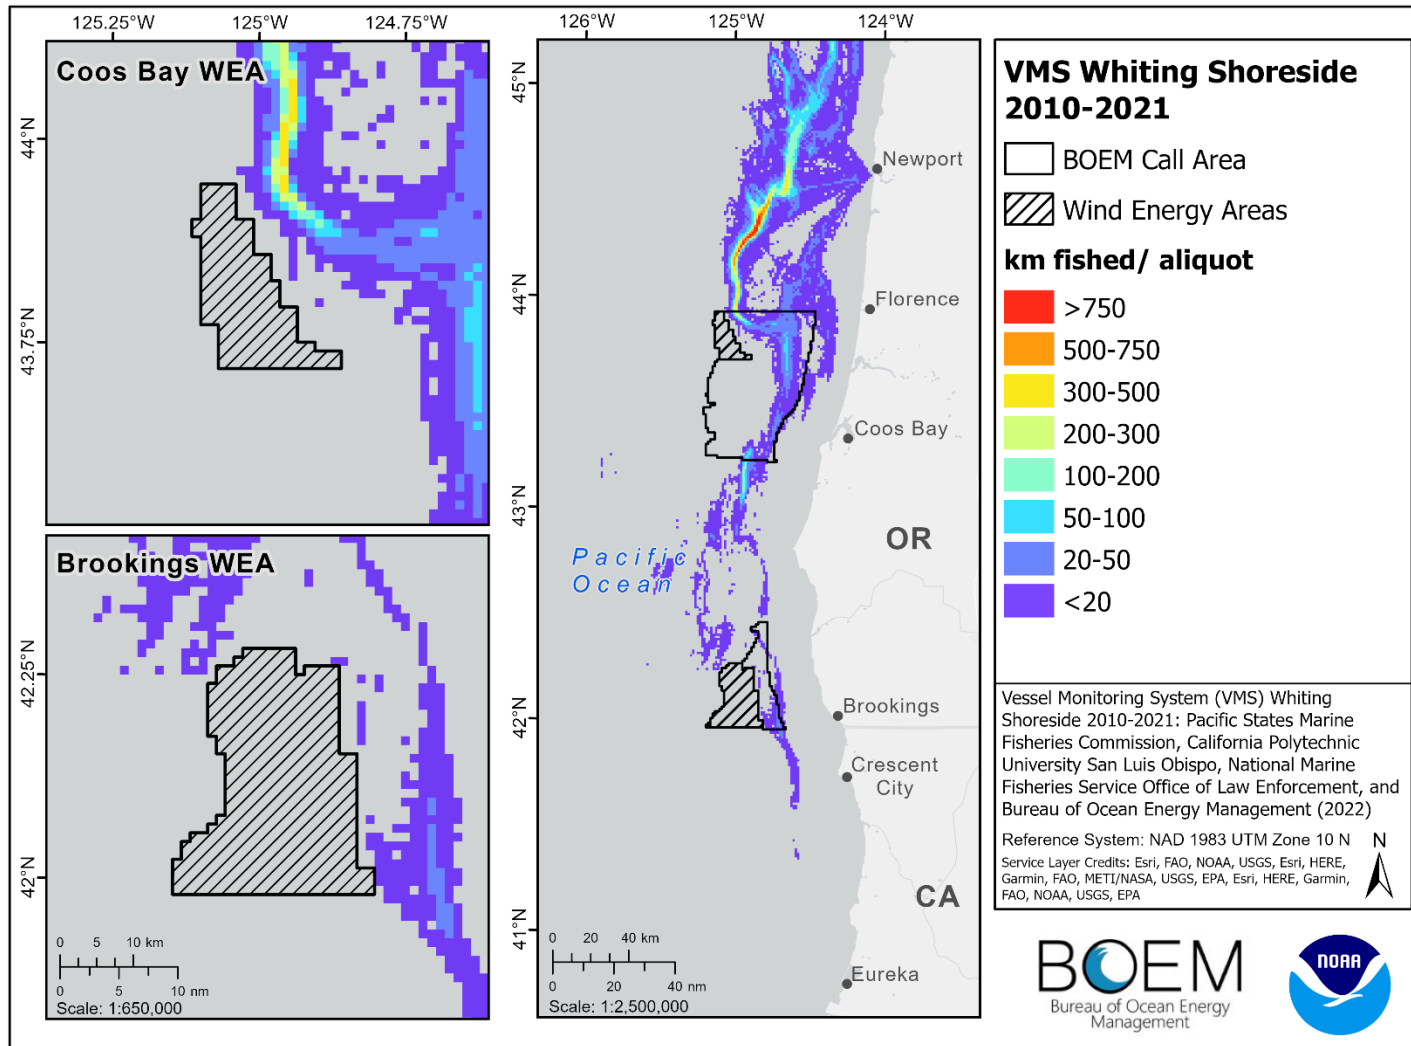 125.25°W 125°W 124.75°W
Coos Bay WEA
44°N
43.75°N
Brookings WEA
42.25°N
42°N
0 5 10 km
0 5 10 nm
Scale: 1:650,000
126°W 125°W 124°W
45°N
44°N
43°N
42°N
41°N
Newport
Florence
Coos Bay
OR
Pacific
Ocean
Brookings
Crescent
City
CA
Eureka
0 20 40 km
0 20 40 nm
Scale: 1:2,500,000
VMS Whiting Shoreside
2010-2021
BOEM Call Area
Wind Energy Areas
km fished/ aliquot
>750
500-750
300-500
200-300
100-200
50-100
20-50
<20
Vessel Monitoring System (VMS) Whiting
Shoreside 2010-2021: Pacific States Marine
Fisheries Commission, California Polytechnic
University San Luis Obispo, National Marine
Fisheries Service Office of Law Enforcement, and
Bureau of Ocean Energy Management (2022)
Reference System: NAD 1983 UTM Zone 10 N
N
Service Layer Credits: Esri, FAO, NOAA, USGS, Esri, HERE,
Garmin, FAO, METI/NASA, USGS, EPA, Esri, HERE, Garmin,
FAO, NOAA, USGS, EPA
BOEM
Bureau of Ocean Energy
Management
NOAA